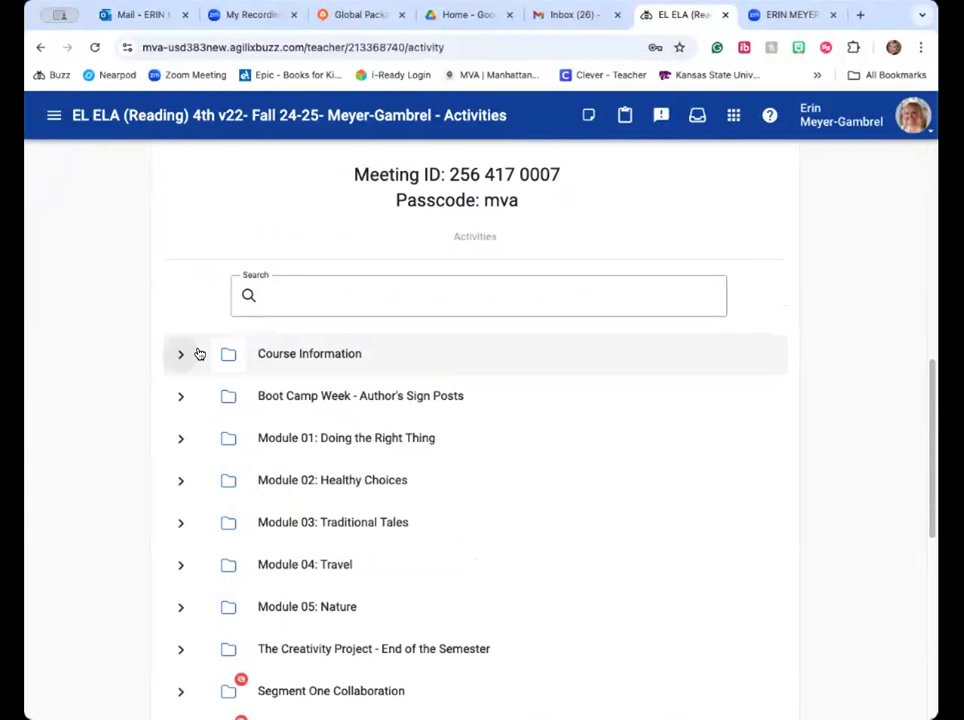 Mail - ERIN M
My Recordin
Global Packa
Home - Goo
Inbox (26) -
EL ELA (Rea
ERIN MEYER
mva-usd383new.agilixbuzz.com/teacher/213368740/activity
Buzz
Nearpod
Zoom Meeting
Epic - Books for Ki...
i-Ready Login
MVA | Manhattan...
Clever - Teacher
Kansas State Univ...
»
All Bookmarks
EL ELA (Reading) 4th v22- Fall 24-25- Meyer-Gambrel - Activities
Erin
Meyer-Gambrel
Meeting ID: 256 417 0007
Passcode: mva
Activities
Search
Course Information
Boot Camp Week - Author's Sign Posts
Module 01: Doing the Right Thing
Module 02: Healthy Choices
Module 03: Traditional Tales
Module 04: Travel
Module 05: Nature
The Creativity Project - End of the Semester
Segment One Collaboration